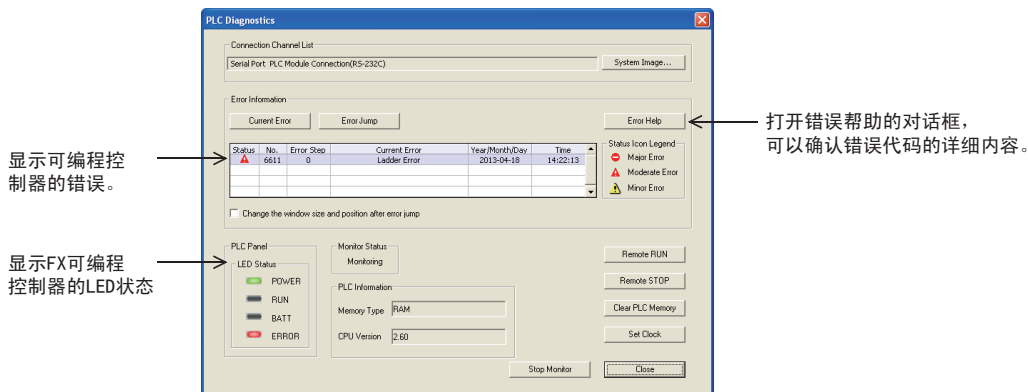 PLC Diagnostics
Connection Channel List
Serial Port PLC Module Connection(RS-232C)
System Image...
Error Information
Current Error
Error Jump
Error Help
打开错误帮助的对话框，
可以确认错误代码的详细内容。
Status No. Error Step Current Error Year/Month/Day Time
6611 0 Ladder Error 2013-04-18 14:22:13
Status Icon Legend
Major Error
Moderate Error
Minor Error
显示可编程控
制器的错误。
Change the window size and position after error jump
PLC Panel
LED Status
POWER
RUN
BATT
ERROR
显示FX可编程
控制器的LED状态
Monitor Status
Monitoring
PLC Information
Memory Type RAM
CPU Version 2.60
Remote RUN
Remote STOP
Clear PLC Memory
Set Clock
Stop Monitor
Close